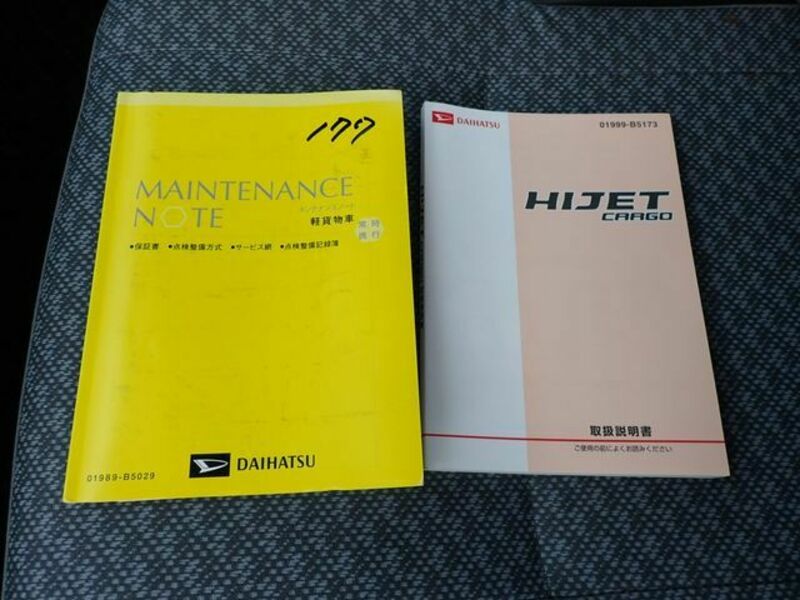 177
MAINTENANCE
NOTE
メンテナンスノート
軽貨物車
常時
携行
●保証書 ●点検整備方式 ●サービス網 ●点検整備記録簿
DAIHATSU
01989-B5029
DAIHATSU
01999-B5173
HIJET
CARGO
取扱説明書
ご使用の前によくお読みください